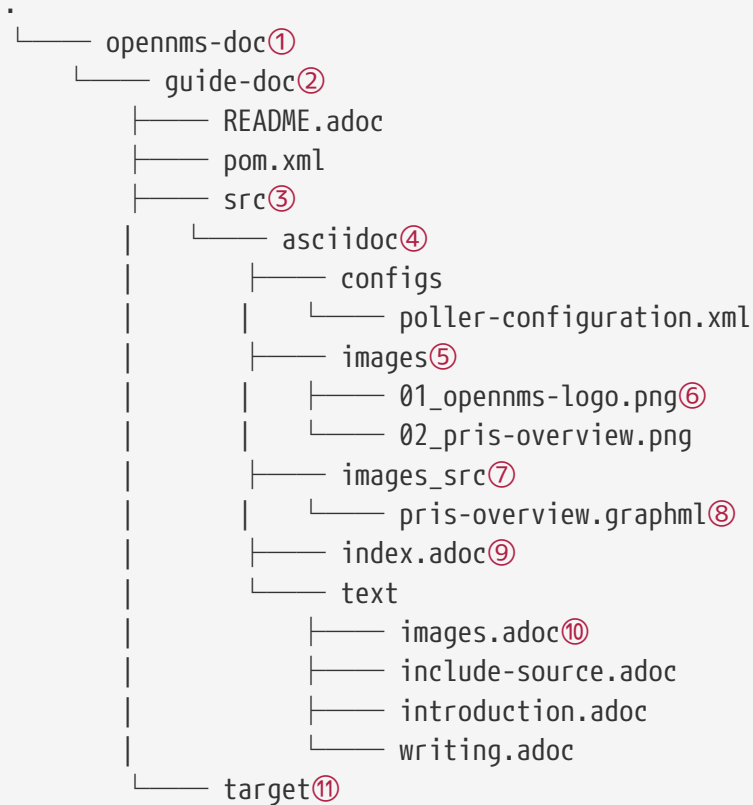 .
└── opennms-doc①
    └── guide-doc②
        ├── README.adoc
        ├── pom.xml
        ├── src③
        |   └── asciidoc④
        |       ├── configs
        |       |   └── poller-configuration.xml
        |       ├── images⑤
        |       |   ├── 01_opennms-logo.png⑥
        |       |   └── 02_pris-overview.png
        |       ├── images_src⑦
        |       |   └── pris-overview.graphml⑧
        |       ├── index.adoc⑨
        |       └── text
        |           ├── images.adoc⑩
        |           ├── include-source.adoc
        |           ├── introduction.adoc
        |           └── writing.adoc
        └── target⑪